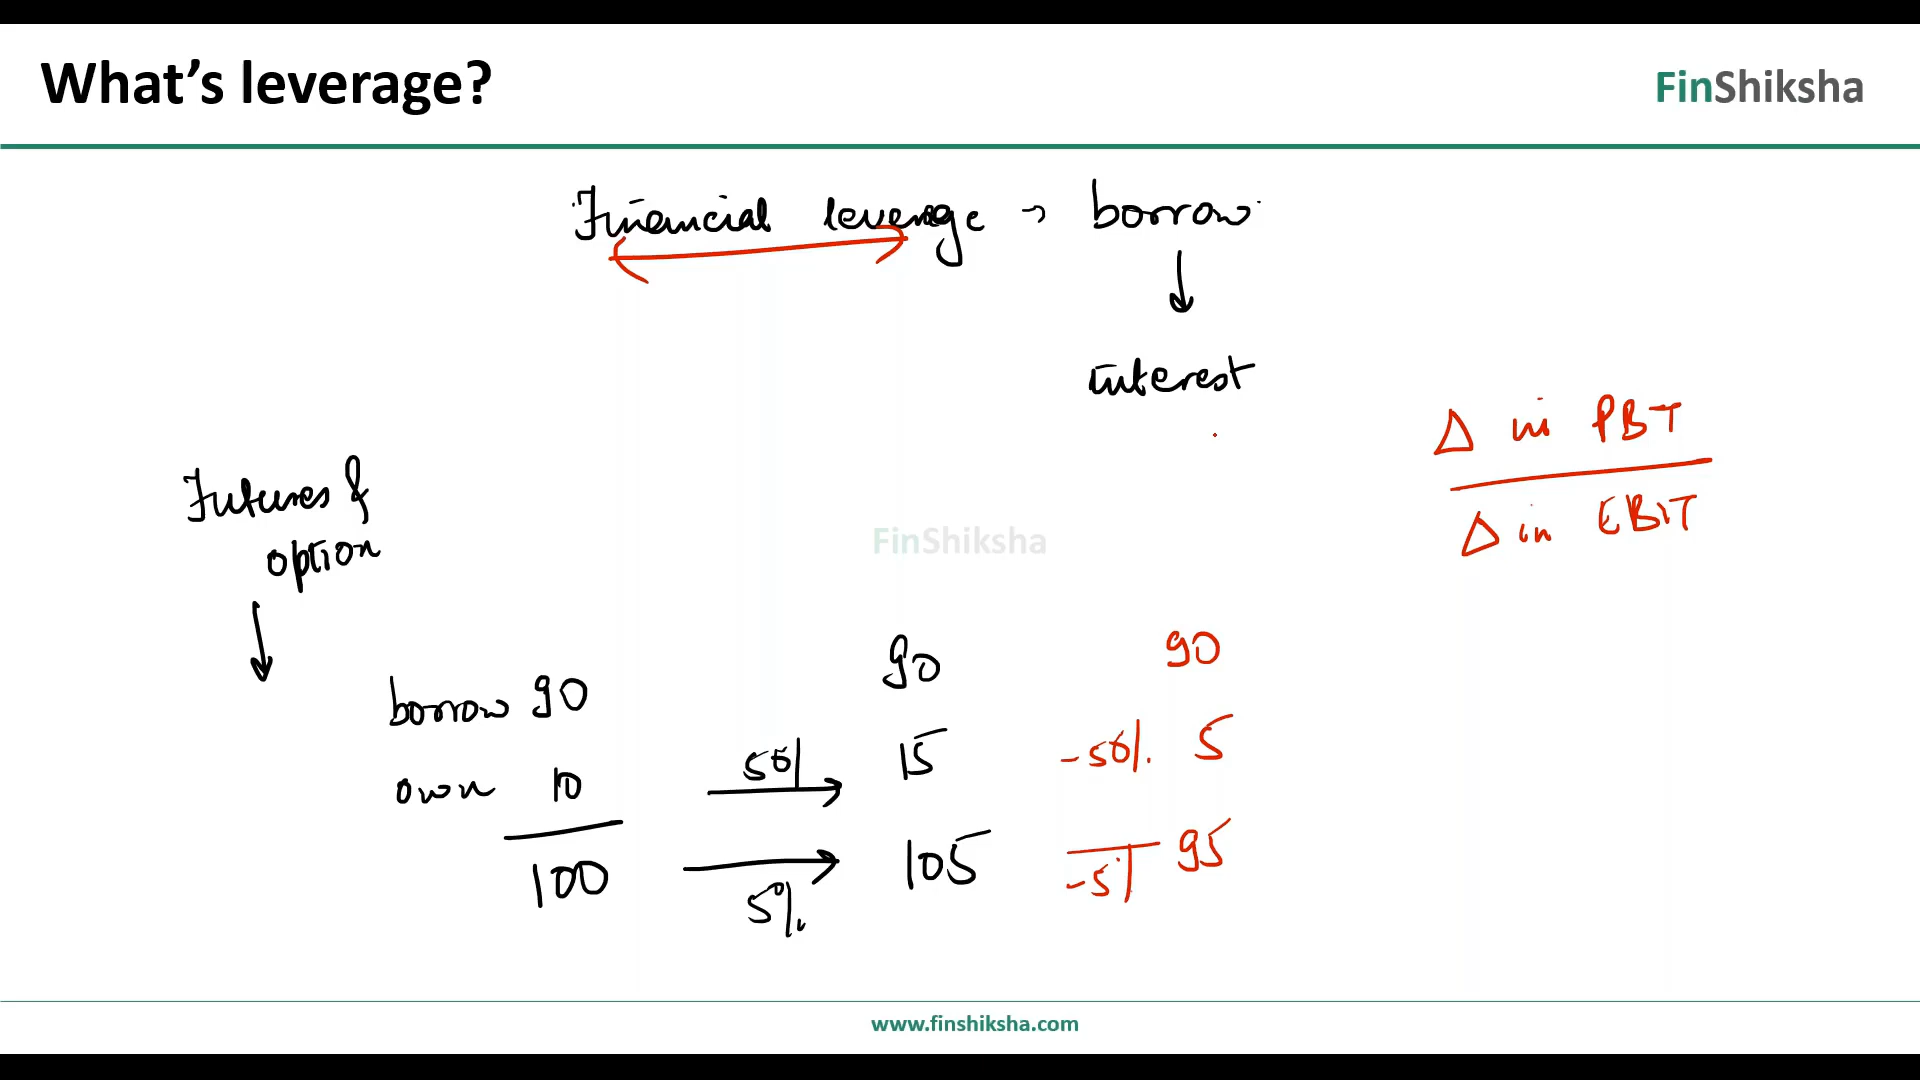 What's leverage?
FinShiksha
Financial leverage → borrow
↓
interest
Δ in PBT
Δ in EBIT
Futures &
option
↓
FinShiksha
borrow 90
own 10
100
50%
5%
90
15
105
90
-50% 5
-5% 95
www.finshiksha.com